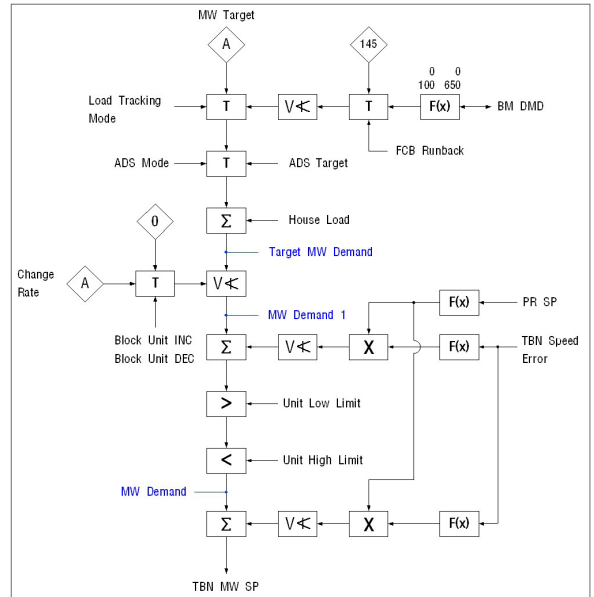 MW Target
A
145
0 0
100 650
Load Tracking
Mode
T
V∢
T
F(x)
BM DMD
FCB Runback
ADS Mode
T
ADS Target
Σ
House Load
0
Target MW Demand
Change
Rate
A
T
V∢
MW Demand 1
F(x)
PR SP
Block Unit INC
Block Unit DEC
Σ
V∢
X
F(x)
TBN Speed
Error
>
Unit Low Limit
<
Unit High Limit
MW Demand
Σ
V∢
X
F(x)
TBN MW SP